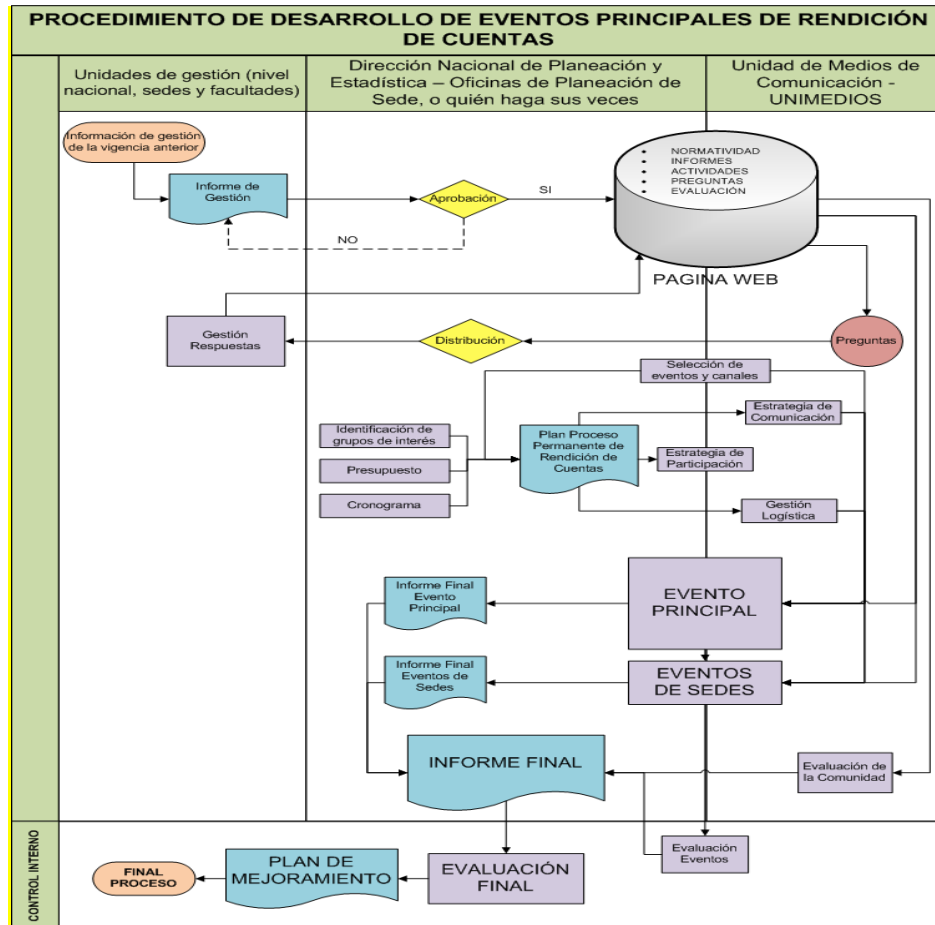 PROCEDIMIENTO DE DESARROLLO DE EVENTOS PRINCIPALES DE RENDICIÓN
DE CUENTAS
Unidades de gestión (nivel
nacional, sedes y facultades)
Dirección Nacional de Planeación y
Estadística – Oficinas de Planeación de
Sede, o quién haga sus veces
Unidad de Medios de
Comunicación -
UNIMEDIOS
Información de gestión
de la vigencia anterior
• NORMATIVIDAD
• INFORMES
• ACTIVIDADES
• PREGUNTAS
• EVALUACIÓN
Informe de
Gestión
Aprobación
SI
NO
PAGINA WEB
Gestión
Respuestas
Distribución
Preguntas
Selección de
eventos y canales
Identificación de
grupos de interés
Presupuesto
Cronograma
Plan Proceso
Permanente de
Rendición de
Cuentas
Estrategia de
Comunicación
Estrategia de
Participación
Gestión
Logística
Informe Final
Evento
Principal
EVENTO
PRINCIPAL
Informe Final
Eventos de
Sedes
EVENTOS
DE SEDES
INFORME FINAL
Evaluación de
la Comunidad
CONTROL INTERNO
Evaluación
Eventos
FINAL
PROCESO
PLAN DE
MEJORAMIENTO
EVALUACIÓN
FINAL